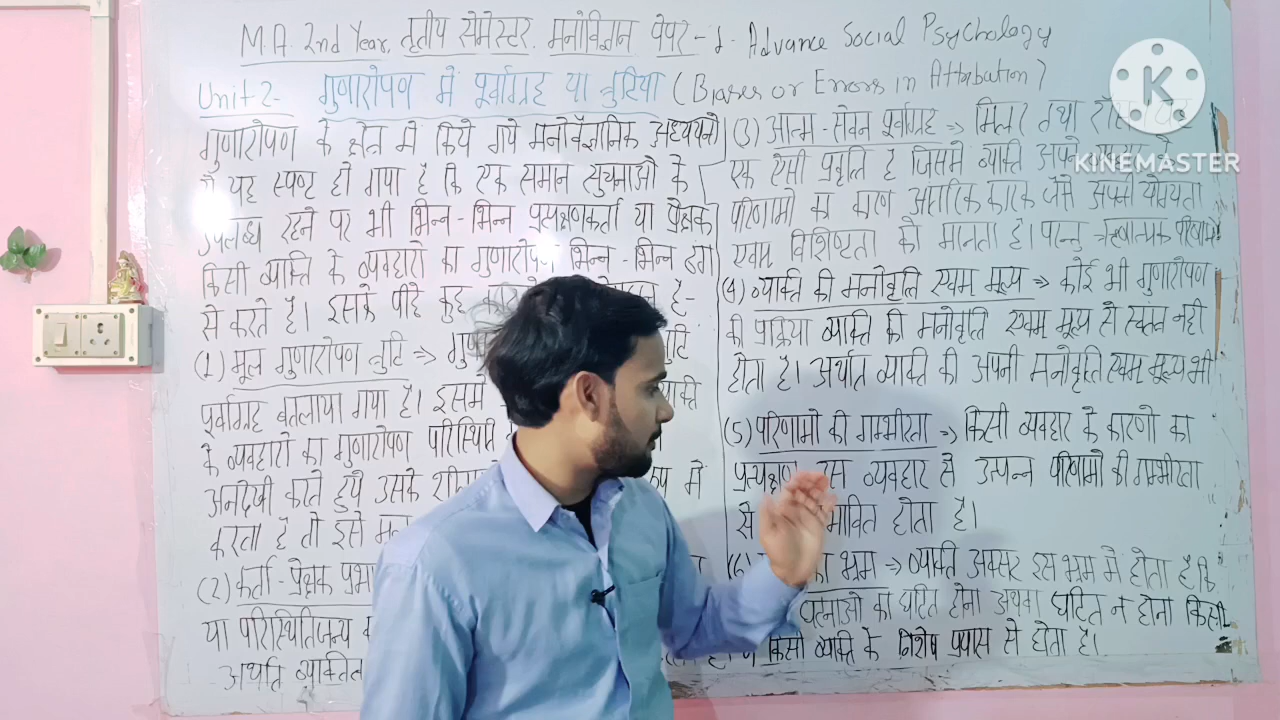 M.A. 2nd Year, तृतीय सेमेस्टर, मनोविज्ञान पेपर - 1 - Advance Social Psychology
Unit 2 - गुणारोपण में पूर्वाग्रह या त्रुटिया (Biases or Errors in Attribution)
गुणारोपण के क्षेत्र में किये गये मनोवैज्ञानिक अध्ययनो
से यह स्पष्ट हो गया है कि एक समान सुचनाओ के
उपलब्ध रहने पर भी भिन्न - भिन्न प्रत्यक्षणकर्ता या प्रेक्षक
किसी व्यक्ति के व्यवहारो का गुणारोपण भिन्न - भिन्न ढंग
से करते है। इसके पीछे कुछ है -
(1) मूल गुणारोपण त्रुटि ⇒ त्रुटि
पूर्वाग्रह बतलाया गया है। इसमें व्यक्ति
के व्यवहारो का गुणारोपण परिस्थिति
अनदेखी करते हुये उसके रूप में
करता है तो इसे मूल
(2) कर्ता - प्रेक्षक प्रभाव
या परिस्थितिजन्य
अर्थात व्यक्तित्व
(3) आत्म - सेवन पूर्वाग्रह ⇒ मिलर तथा
एक ऐसी प्रवृति है जिसमें व्यक्ति अपने
परिणामो का कारण आंतरिक कारक जैसे अपनी योग्यता
एवम् विशिष्टता को मानता है। परन्तु ऋणात्मक परिणामो
(4) व्यक्ति की मनोवृति एवम् मूल्य ⇒ कोई भी गुणारोपण
की प्रक्रिया व्यक्ति की मनोवृति एवम् मूल्य से स्वतंत्र नही
होता है। अर्थात व्यक्ति की अपनी मनोवृति एवम् मूल्य भी
(5) परिणामो की गम्भीरता ⇒ किसी व्यवहार के कारणो का
प्रत्यक्षण उस व्यवहार से उत्पन्न परिणामो की गम्भीरता
से होता है।
(6) का भ्रम → व्यक्ति अक्सर इस भ्रम में होता है कि
घटनाओ का घटित होना अथवा घटित न होना किसी
किसी व्यक्ति के विशेष प्रयास से होता है।
K
KINEMASTER